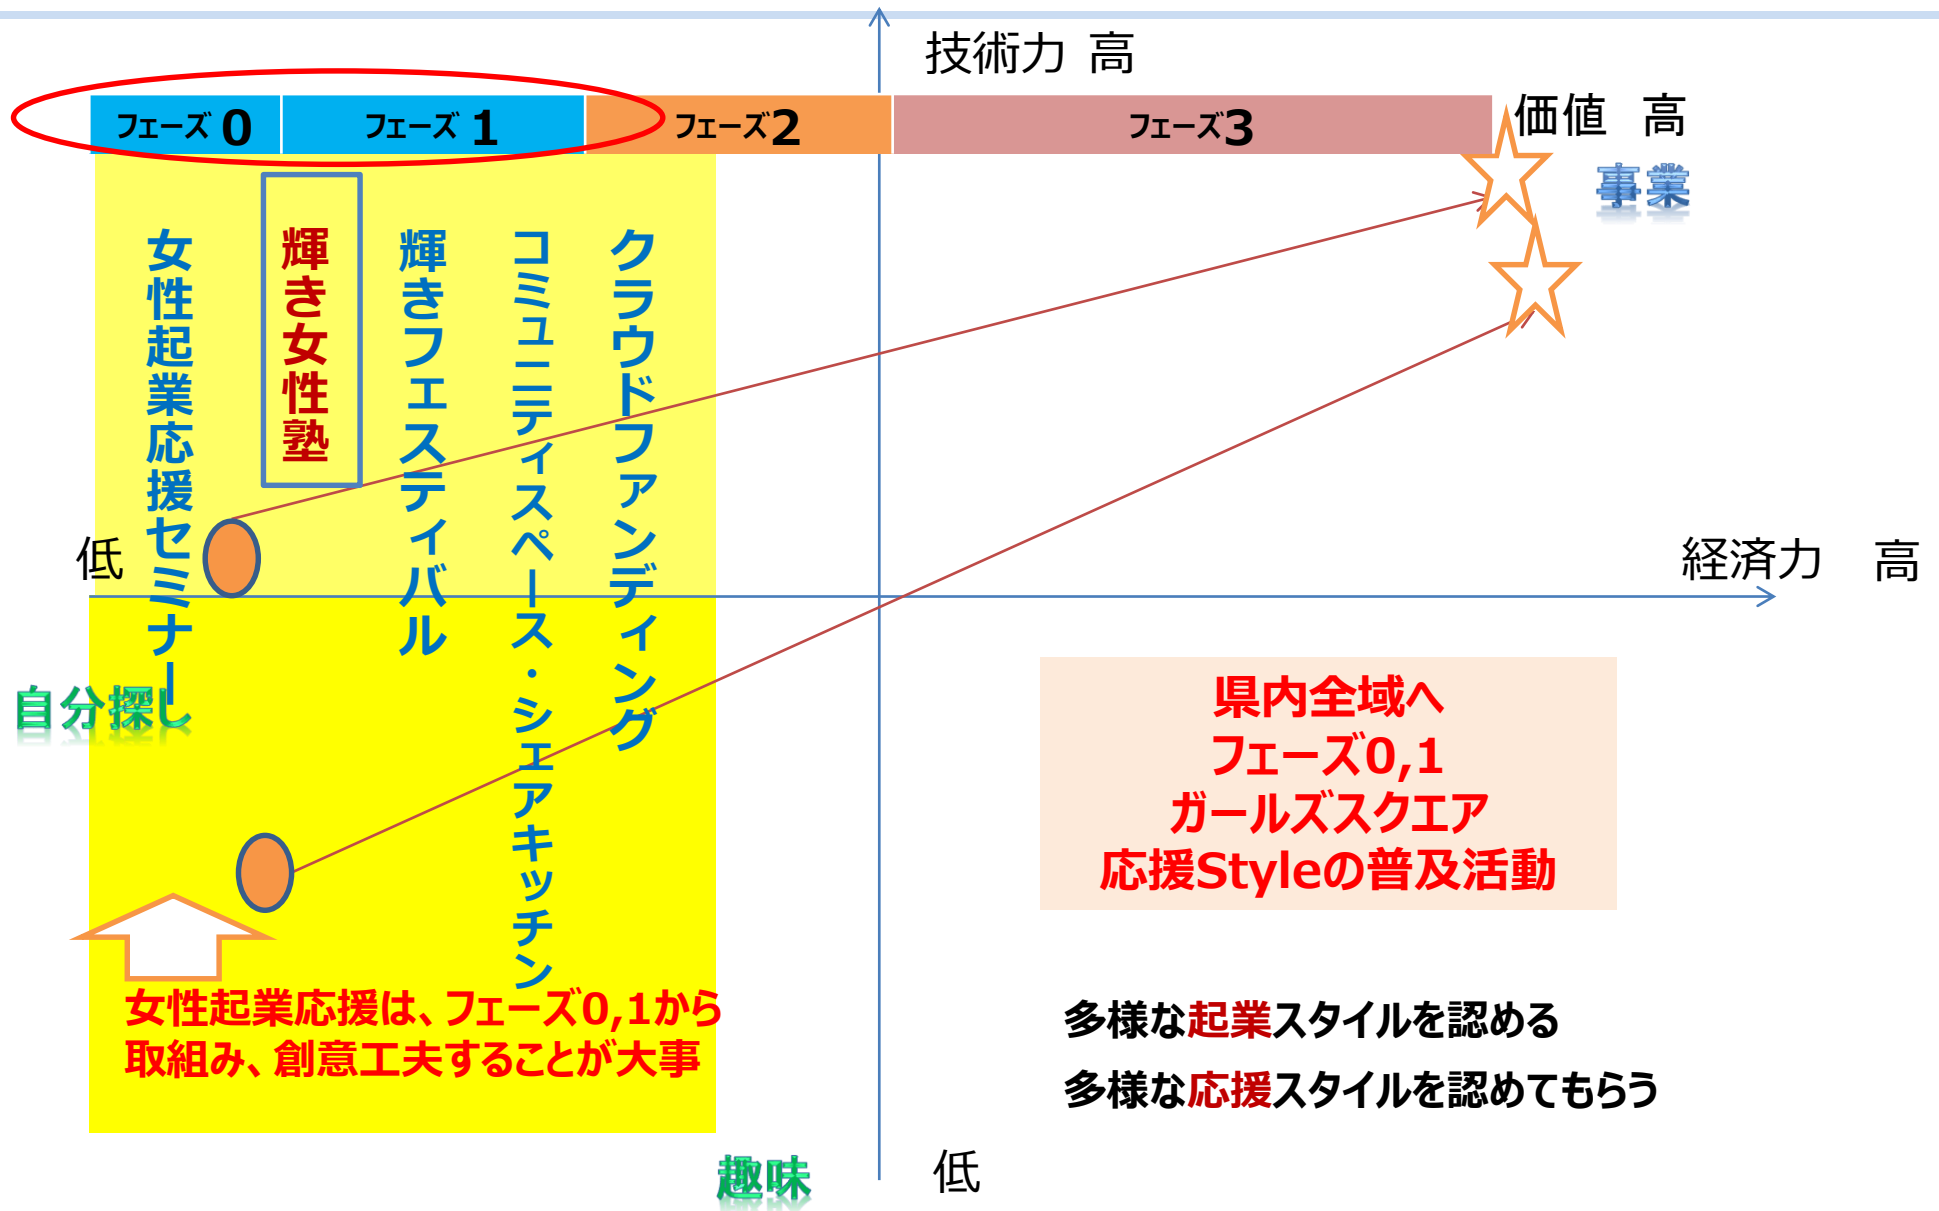 技術力 高
フェーズ 0
フェーズ 1
フェーズ2
フェーズ3
価値 高
事業
女性起業応援セミナー
輝き女性塾
輝きフェスティバル
コミュニティスペース・シェアキッチン
クラウドファンディング
低
経済力 高
自分探し
県内全域へ
フェーズ0,1
ガールズスクエア
応援Styleの普及活動
女性起業応援は、フェーズ0,1から
取組み、創意工夫することが大事
多様な起業スタイルを認める
多様な応援スタイルを認めてもらう
趣味
低